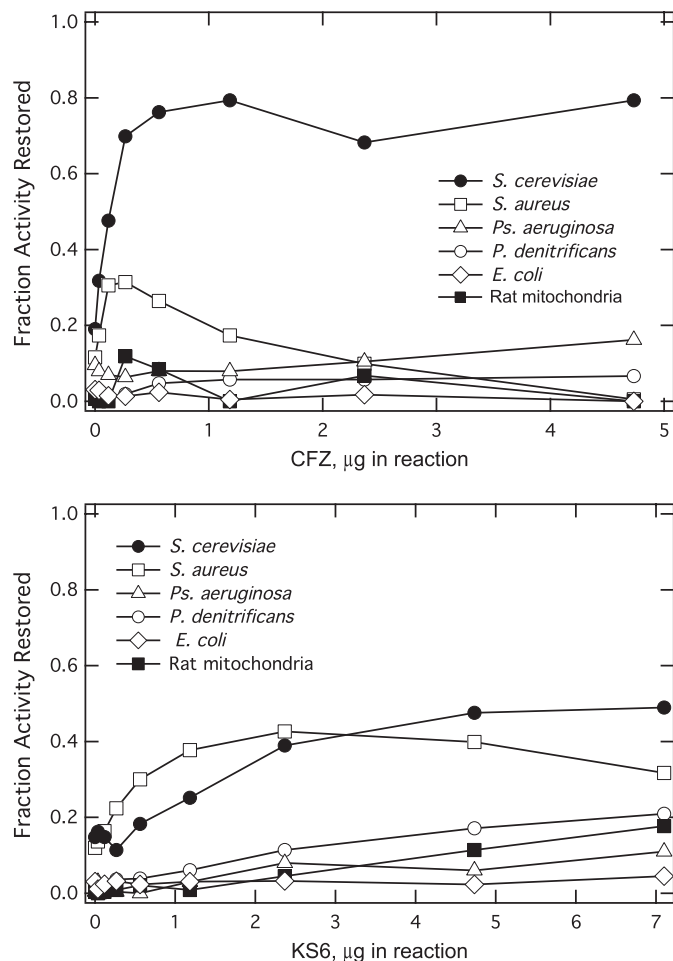 1.0
0.8
0.6
0.4
0.2
0.0
Fraction Activity Restored
S. cerevisiae
S. aureus
Ps. aeruginosa
P. denitrificans
E. coli
Rat mitochondria
0 1 2 3 4 5
CFZ, μg in reaction
1.0
0.8
0.6
0.4
0.2
0.0
Fraction Activity Restored
S. cerevisiae
S. aureus
Ps. aeruginosa
P. denitrificans
E. coli
Rat mitochondria
0 1 2 3 4 5 6 7
KS6, μg in reaction